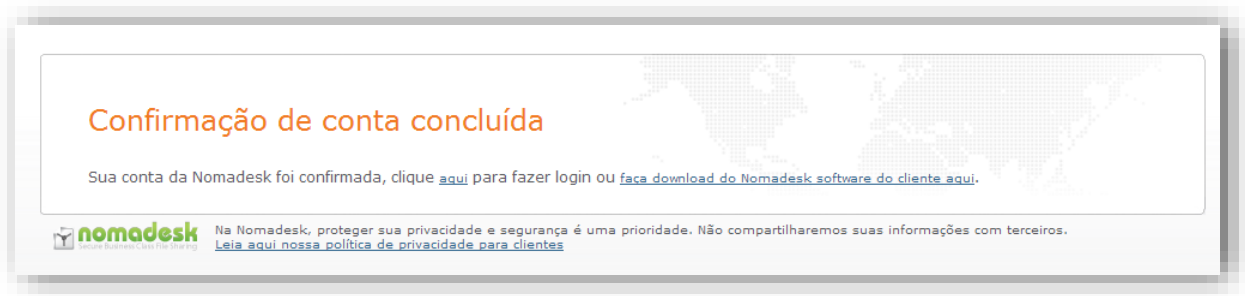 Confirmação de conta concluída
Sua conta da Nomadesk foi confirmada, clique aqui para fazer login ou faça download do Nomadesk software do cliente aqui.
nomadesk
Secure Business Class File Sharing
Na Nomadesk, proteger sua privacidade e segurança é uma prioridade. Não compartilharemos suas informações com terceiros.
Leia aqui nossa política de privacidade para clientes